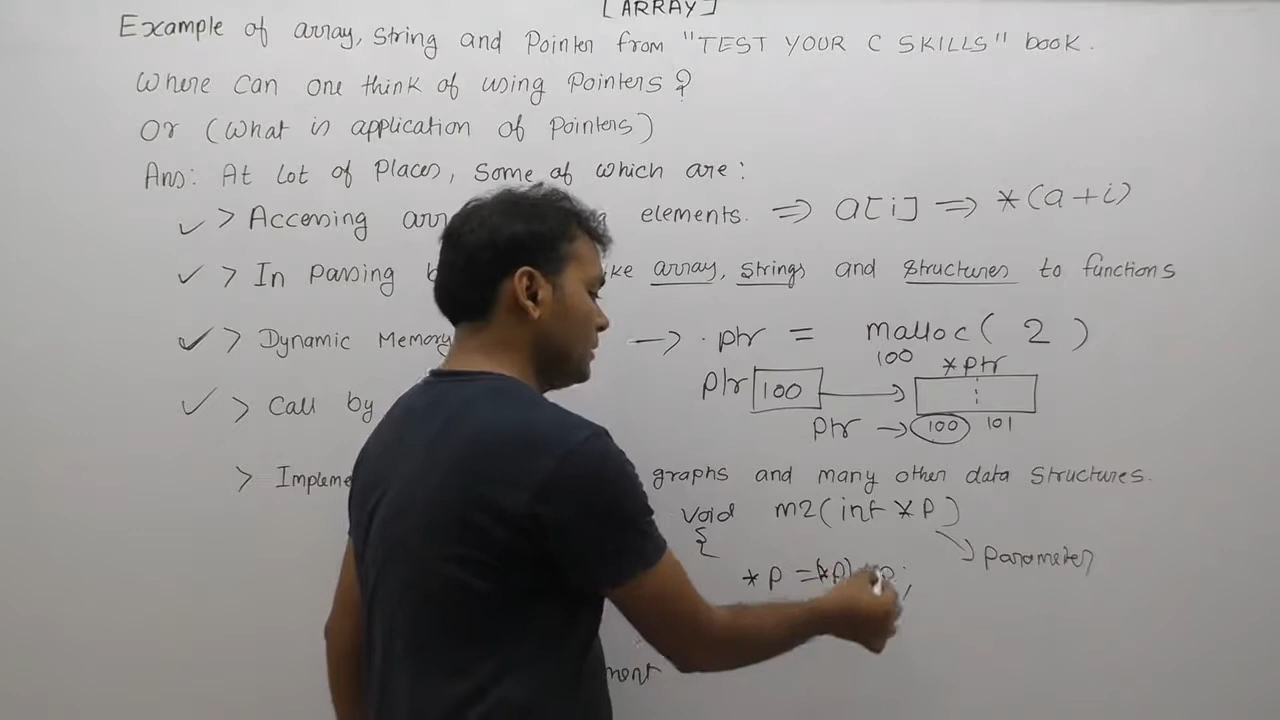 [ARRAY]
Example of array, string and Pointer from "TEST YOUR C SKILLS" book.
Where can one think of using Pointers?
Or (What is application of Pointers)
Ans: At Lot of Places, Some of which are:
✓ > Accessing arr elements. ⇒ a[i] ⇒ *(a+i)
✓ > In Passing b ike array, strings and structures to functions
✓ > Dynamic Memory → ptr = malloc( 2 )
100 *ptr
ptr 100
ptr → 100 101
✓ > Call by
> Impleme graphs and many other data structures.
void m2(int *P)
{
→ Parameter
*P =(*P)
ment